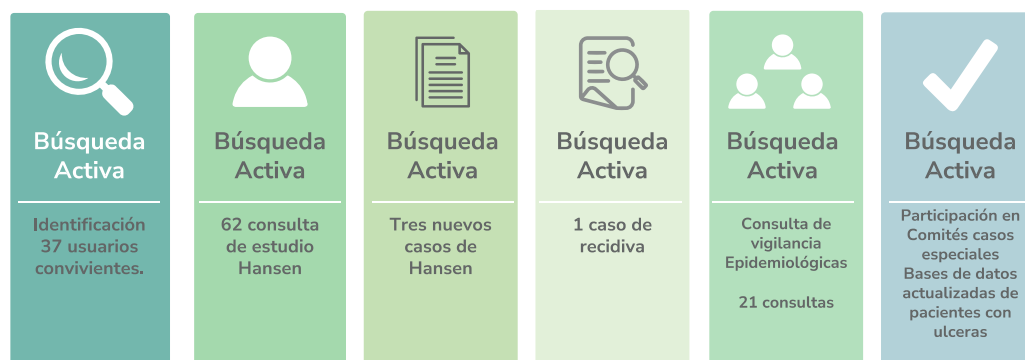 Búsqueda
Activa
Identificación
37 usuarios
convivientes.
Búsqueda
Activa
62 consulta
de estudio
Hansen
Búsqueda
Activa
Tres nuevos
casos de
Hansen
Búsqueda
Activa
1 caso de
recidiva
Búsqueda
Activa
Consulta de
vigilancia
Epidemiológicas
21 consultas
Búsqueda
Activa
Participación en
Comités casos
especiales
Bases de datos
actualizadas de
pacientes con
ulceras